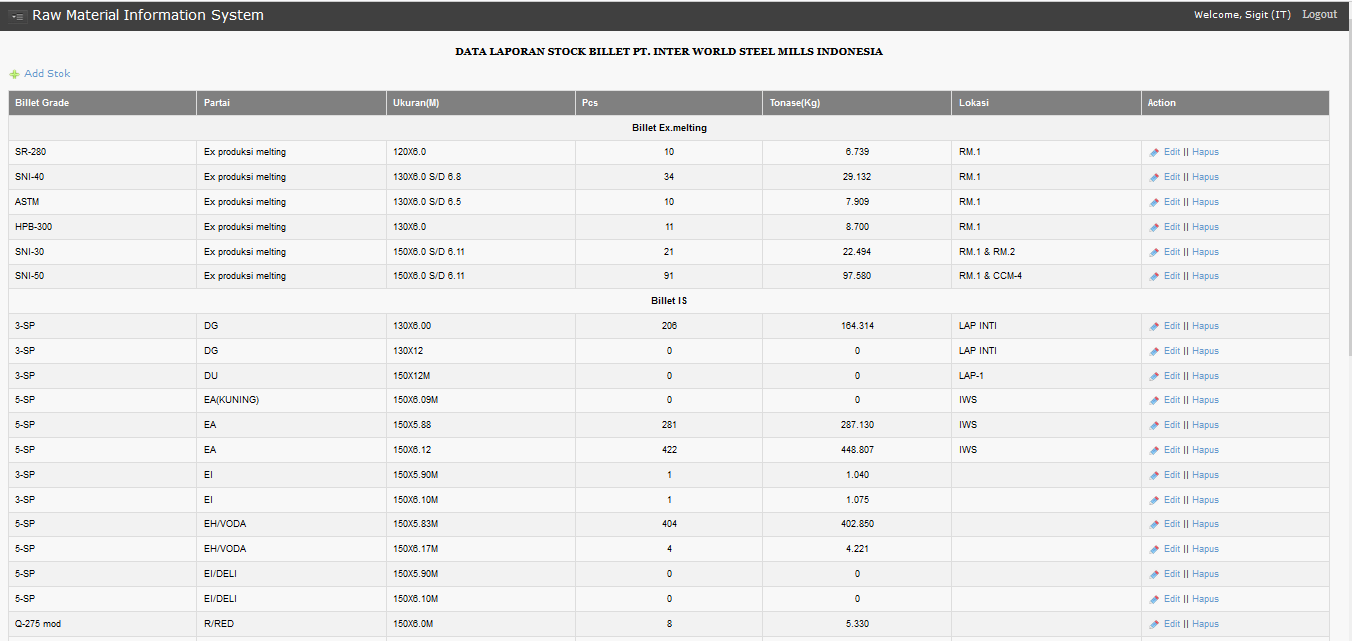 Raw Material Information System Welcome, Sigit (IT) Logout
DATA LAPORAN STOCK BILLET PT. INTER WORLD STEEL MILLS INDONESIA
Add Stok
Billet Grade Partai Ukuran(M) Pcs Tonase(Kg) Lokasi Action
Billet Ex.melting
SR-280 Ex produksi melting 120X6.0 10 6.739 RM.1 Edit || Hapus
SNI-40 Ex produksi melting 130X6.0 S/D 6.8 34 29.132 RM.1 Edit || Hapus
ASTM Ex produksi melting 130X6.0 S/D 6.5 10 7.909 RM.1 Edit || Hapus
HPB-300 Ex produksi melting 130X6.0 11 8.700 RM.1 Edit || Hapus
SNI-30 Ex produksi melting 150X6.0 S/D 6.11 21 22.494 RM.1 & RM.2 Edit || Hapus
SNI-50 Ex produksi melting 150X6.0 S/D 6.11 91 97.580 RM.1 & CCM-4 Edit || Hapus
Billet IS
3-SP DG 130X6.00 206 164.314 LAP INTI Edit || Hapus
3-SP DG 130X12 0 0 LAP INTI Edit || Hapus
3-SP DU 150X12M 0 0 LAP-1 Edit || Hapus
5-SP EA(KUNING) 150X6.09M 0 0 IWS Edit || Hapus
5-SP EA 150X5.88 281 287.130 IWS Edit || Hapus
5-SP EA 150X6.12 422 448.807 IWS Edit || Hapus
3-SP EI 150X5.90M 1 1.040 Edit || Hapus
3-SP EI 150X6.10M 1 1.075 Edit || Hapus
5-SP EH/VODA 150X5.83M 404 402.850 Edit || Hapus
5-SP EH/VODA 150X6.17M 4 4.221 Edit || Hapus
5-SP EI/DELI 150X5.90M 0 0 Edit || Hapus
5-SP EI/DELI 150X6.10M 0 0 Edit || Hapus
Q-275 mod R/RED 150X6.0M 8 5.330 Edit || Hapus